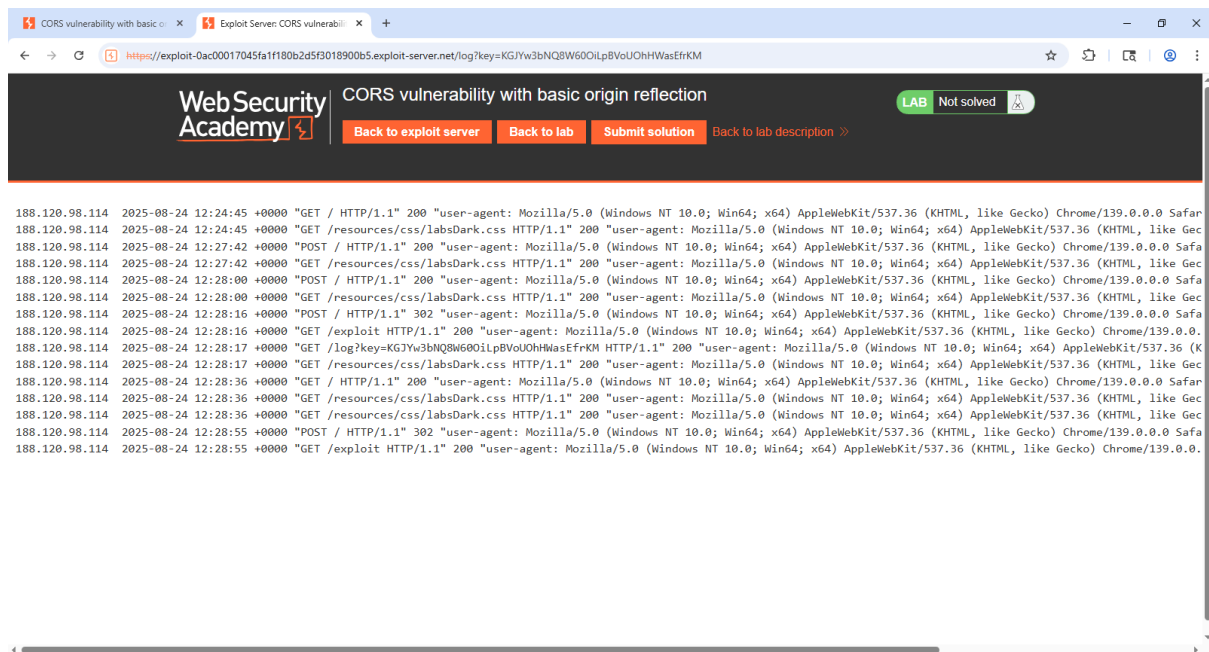 CORS vulnerability with basic o
Exploit Server: CORS vulnerabili
https://exploit-0ac00017045fa1f180b2d5f3018900b5.exploit-server.net/log?key=KGJYw3bNQ8W60OiLpBVoUOhHWasEfrKM
Web Security
Academy
CORS vulnerability with basic origin reflection
Back to exploit server Back to lab Submit solution Back to lab description
LAB Not solved
188.120.98.114 2025-08-24 12:24:45 +0000 "GET / HTTP/1.1" 200 "user-agent: Mozilla/5.0 (Windows NT 10.0; Win64; x64) AppleWebKit/537.36 (KHTML, like Gecko) Chrome/139.0.0.0 Safar
188.120.98.114 2025-08-24 12:24:45 +0000 "GET /resources/css/labsDark.css HTTP/1.1" 200 "user-agent: Mozilla/5.0 (Windows NT 10.0; Win64; x64) AppleWebKit/537.36 (KHTML, like Gec
188.120.98.114 2025-08-24 12:27:42 +0000 "POST / HTTP/1.1" 200 "user-agent: Mozilla/5.0 (Windows NT 10.0; Win64; x64) AppleWebKit/537.36 (KHTML, like Gecko) Chrome/139.0.0.0 Safa
188.120.98.114 2025-08-24 12:27:42 +0000 "GET /resources/css/labsDark.css HTTP/1.1" 200 "user-agent: Mozilla/5.0 (Windows NT 10.0; Win64; x64) AppleWebKit/537.36 (KHTML, like Gec
188.120.98.114 2025-08-24 12:28:00 +0000 "POST / HTTP/1.1" 200 "user-agent: Mozilla/5.0 (Windows NT 10.0; Win64; x64) AppleWebKit/537.36 (KHTML, like Gecko) Chrome/139.0.0.0 Safa
188.120.98.114 2025-08-24 12:28:00 +0000 "GET /resources/css/labsDark.css HTTP/1.1" 200 "user-agent: Mozilla/5.0 (Windows NT 10.0; Win64; x64) AppleWebKit/537.36 (KHTML, like Gec
188.120.98.114 2025-08-24 12:28:16 +0000 "POST / HTTP/1.1" 302 "user-agent: Mozilla/5.0 (Windows NT 10.0; Win64; x64) AppleWebKit/537.36 (KHTML, like Gecko) Chrome/139.0.0.0 Safa
188.120.98.114 2025-08-24 12:28:16 +0000 "GET /exploit HTTP/1.1" 200 "user-agent: Mozilla/5.0 (Windows NT 10.0; Win64; x64) AppleWebKit/537.36 (KHTML, like Gecko) Chrome/139.0.0.
188.120.98.114 2025-08-24 12:28:17 +0000 "GET /log?key=KGJYw3bNQ8W60OiLpBVoUOhHWasEfrKM HTTP/1.1" 200 "user-agent: Mozilla/5.0 (Windows NT 10.0; Win64; x64) AppleWebKit/537.36 (K
188.120.98.114 2025-08-24 12:28:17 +0000 "GET /resources/css/labsDark.css HTTP/1.1" 200 "user-agent: Mozilla/5.0 (Windows NT 10.0; Win64; x64) AppleWebKit/537.36 (KHTML, like Gec
188.120.98.114 2025-08-24 12:28:36 +0000 "GET / HTTP/1.1" 200 "user-agent: Mozilla/5.0 (Windows NT 10.0; Win64; x64) AppleWebKit/537.36 (KHTML, like Gecko) Chrome/139.0.0.0 Safar
188.120.98.114 2025-08-24 12:28:36 +0000 "GET /resources/css/labsDark.css HTTP/1.1" 200 "user-agent: Mozilla/5.0 (Windows NT 10.0; Win64; x64) AppleWebKit/537.36 (KHTML, like Gec
188.120.98.114 2025-08-24 12:28:36 +0000 "GET /resources/css/labsDark.css HTTP/1.1" 200 "user-agent: Mozilla/5.0 (Windows NT 10.0; Win64; x64) AppleWebKit/537.36 (KHTML, like Gec
188.120.98.114 2025-08-24 12:28:55 +0000 "POST / HTTP/1.1" 302 "user-agent: Mozilla/5.0 (Windows NT 10.0; Win64; x64) AppleWebKit/537.36 (KHTML, like Gecko) Chrome/139.0.0.0 Safa
188.120.98.114 2025-08-24 12:28:55 +0000 "GET /exploit HTTP/1.1" 200 "user-agent: Mozilla/5.0 (Windows NT 10.0; Win64; x64) AppleWebKit/537.36 (KHTML, like Gecko) Chrome/139.0.0.